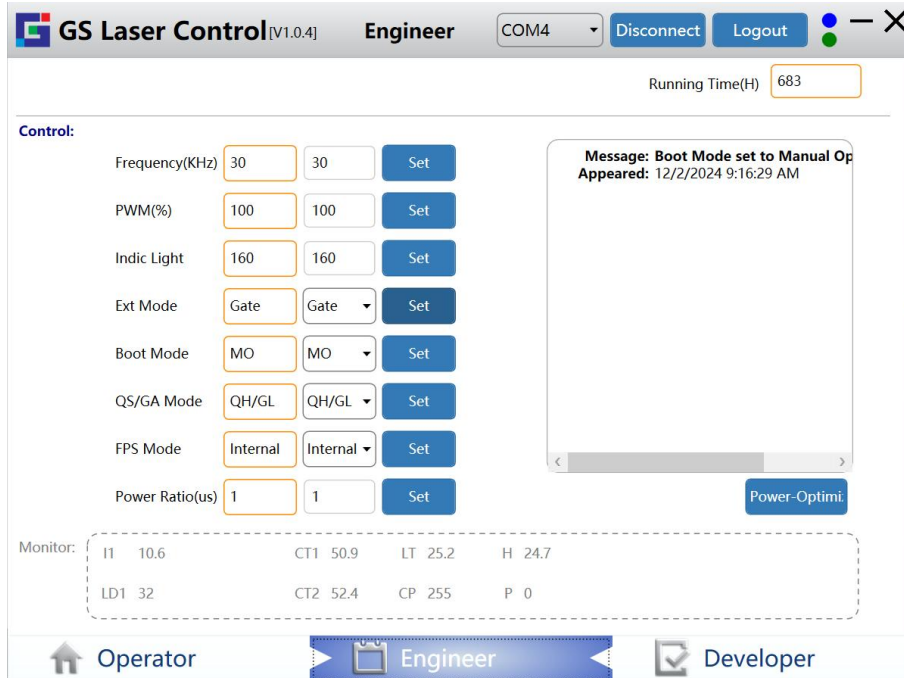 GS Laser Control [V1.0.4] Engineer COM4 Disconnect Logout
Running Time(H) 683
Control:
Frequency(KHz) 30 30 Set
PWM(%) 100 100 Set
Indic Light 160 160 Set
Ext Mode Gate Gate Set
Boot Mode MO MO Set
QS/GA Mode QH/GL QH/GL Set
FPS Mode Internal Internal Set
Power Ratio(us) 1 1 Set
Message: Boot Mode set to Manual Op
Appeared: 12/2/2024 9:16:29 AM
Power-Optimi
Monitor:
I1 10.6 CT1 50.9 LT 25.2 H 24.7
LD1 32 CT2 52.4 CP 255 P 0
Operator Engineer Developer